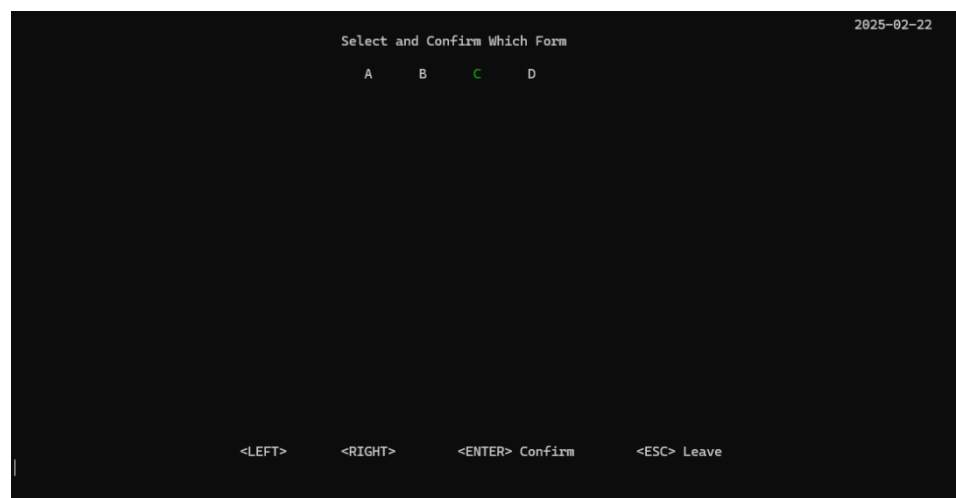 2025-02-22
Select and Confirm Which Form
A B C D
<LEFT> <RIGHT> <ENTER> Confirm <ESC> Leave